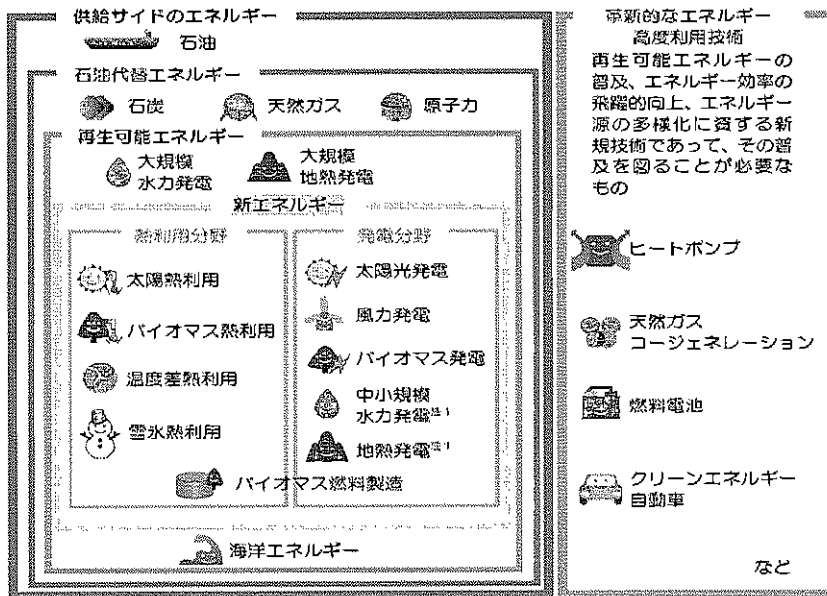 供給サイドのエネルギー
石油
石油代替エネルギー
石炭
天然ガス
原子力
再生可能エネルギー
大規模
水力発電
大規模
地熱発電
新エネルギー
熱利用分野
太陽熱利用
バイオマス熱利用
温度差熱利用
雪氷熱利用
発電分野
太陽光発電
風力発電
バイオマス発電
中小規模
水力発電注1
地熱発電注1
バイオマス燃料製造
海洋エネルギー
革新的なエネルギー
高度利用技術
再生可能エネルギーの
普及、エネルギー効率の
飛躍的向上、エネルギー
源の多様化に資する新
規技術であって、その普
及を図ることが必要な
もの
ヒートポンプ
天然ガス
コージェネレーション
燃料電池
クリーンエネルギー
自動車
など